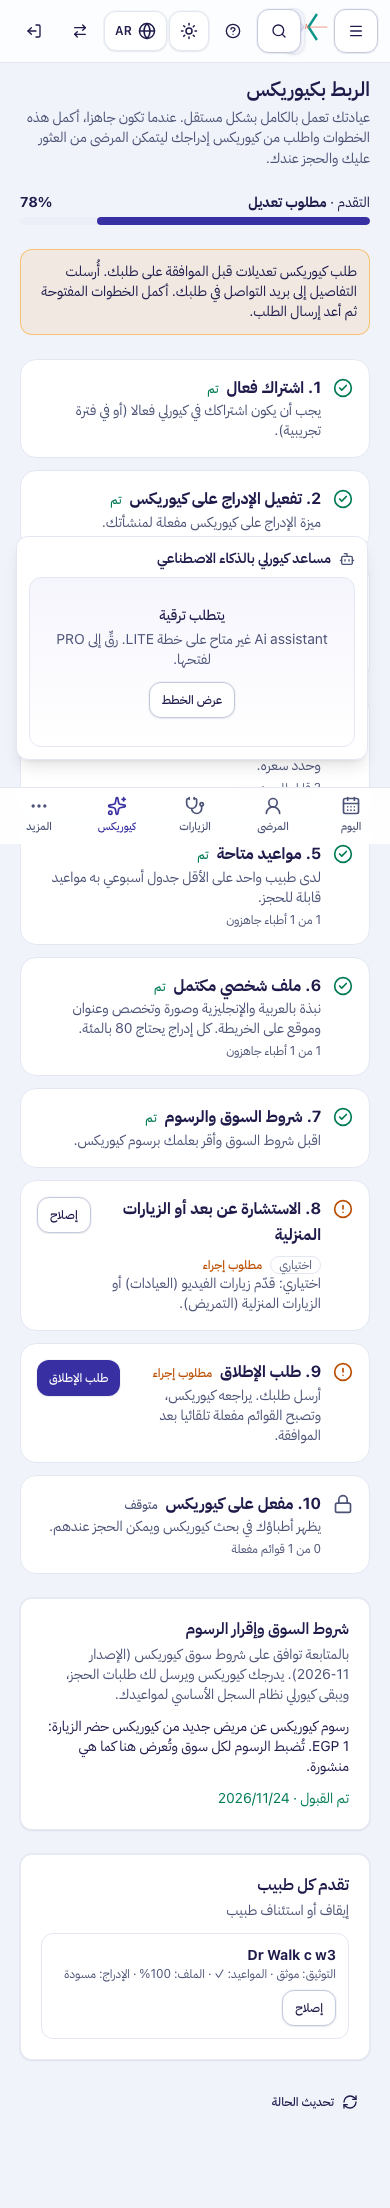 AR
الربط بكيوريكس
عيادتك تعمل بالكامل بشكل مستقل. عندما تكون جاهزا، أكمل هذه
الخطوات واطلب من كيوريكس إدراجك ليتمكن المرضى من العثور
عليك والحجز عندك.
التقدم · مطلوب تعديل
78%
طلب كيوريكس تعديلات قبل الموافقة على طلبك. أُرسلت
التفاصيل إلى بريد التواصل في طلبك. أكمل الخطوات المفتوحة
ثم أعد إرسال الطلب.
1. اشتراك فعال تم
يجب أن يكون اشتراكك في كيورلي فعالا (أو في فترة
تجريبية).
2. تفعيل الإدراج على كيوريكس تم
ميزة الإدراج على كيوريكس مفعلة لمنشأتك.
مساعد كيورلي بالذكاء الاصطناعي
يتطلب ترقية
Ai assistant غير متاح على خطة LITE. رقٍّ إلى PRO
لفتحها.
عرض الخطط
وحدد سعره.
اليوم
المرضى
الزيارات
كيوريكس
المزيد
5. مواعيد متاحة تم
لدى طبيب واحد على الأقل جدول أسبوعي به مواعيد
قابلة للحجز.
1 من 1 أطباء جاهزون
6. ملف شخصي مكتمل تم
نبذة بالعربية والإنجليزية وصورة وتخصص وعنوان
وموقع على الخريطة. كل إدراج يحتاج 80 بالمئة.
1 من 1 أطباء جاهزون
7. شروط السوق والرسوم تم
اقبل شروط السوق وأقر بعلمك برسوم كيوريكس.
8. الاستشارة عن بعد أو الزيارات
المنزلية
اختياري مطلوب إجراء
اختياري: قدّم زيارات الفيديو (العيادات) أو
الزيارات المنزلية (التمريض).
إصلاح
9. طلب الإطلاق مطلوب إجراء
أرسل طلبك. يراجعه كيوريكس،
وتصبح القوائم مفعلة تلقائيا بعد
الموافقة.
طلب الإطلاق
10. مفعل على كيوريكس متوقف
يظهر أطباؤك في بحث كيوريكس ويمكن الحجز عندهم.
0 من 1 قوائم مفعلة
شروط السوق وإقرار الرسوم
بالمتابعة توافق على شروط سوق كيوريكس (الإصدار
2026-11). يدرجك كيوريكس ويرسل لك طلبات الحجز،
ويبقى كيورلي نظام السجل الأساسي لمواعيدك.
رسوم كيوريكس عن مريض جديد من كيوريكس حضر الزيارة:
EGP 1. تُضبط الرسوم لكل سوق وتُعرض هنا كما هي
منشورة.
تم القبول · 2026/11/24
تقدم كل طبيب
إيقاف أو استئناف طبيب
Dr Walk c w3
التوثيق: موثق · المواعيد: ✓ · الملف: 100% · الإدراج: مسودة
إصلاح
تحديث الحالة